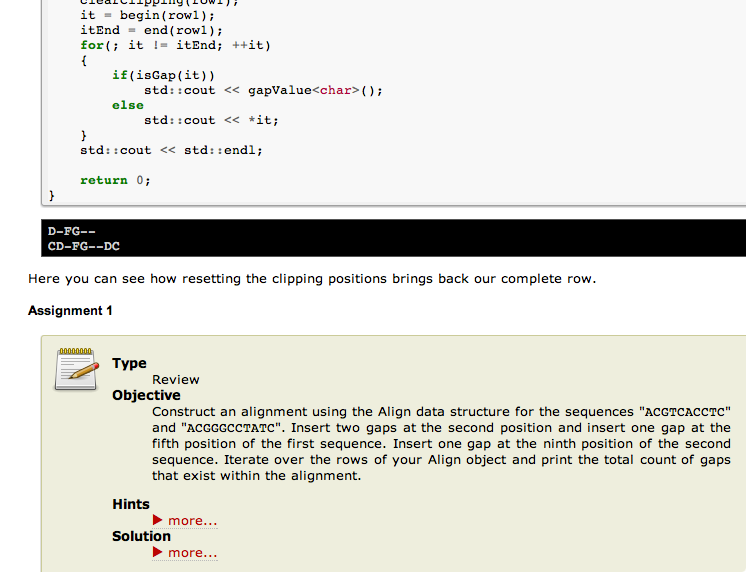 clearClipping(row1);
it = begin(row1);
itEnd = end(row1);
for(; it != itEnd; ++it)
{
if(isGap(it))
std::cout << gapValue<char>();
else
std::cout << *it;
}
std::cout << std::endl;
return 0;
}
D-FG--
CD-FG--DC
Here you can see how resetting the clipping positions brings back our complete row.
Assignment 1
Type
Review
Objective
Construct an alignment using the Align data structure for the sequences "ACGTCACCTC"
and "ACGGGCCTATC". Insert two gaps at the second position and insert one gap at the
fifth position of the first sequence. Insert one gap at the ninth position of the second
sequence. Iterate over the rows of your Align object and print the total count of gaps
that exist within the alignment.
Hints
more...
Solution
more...